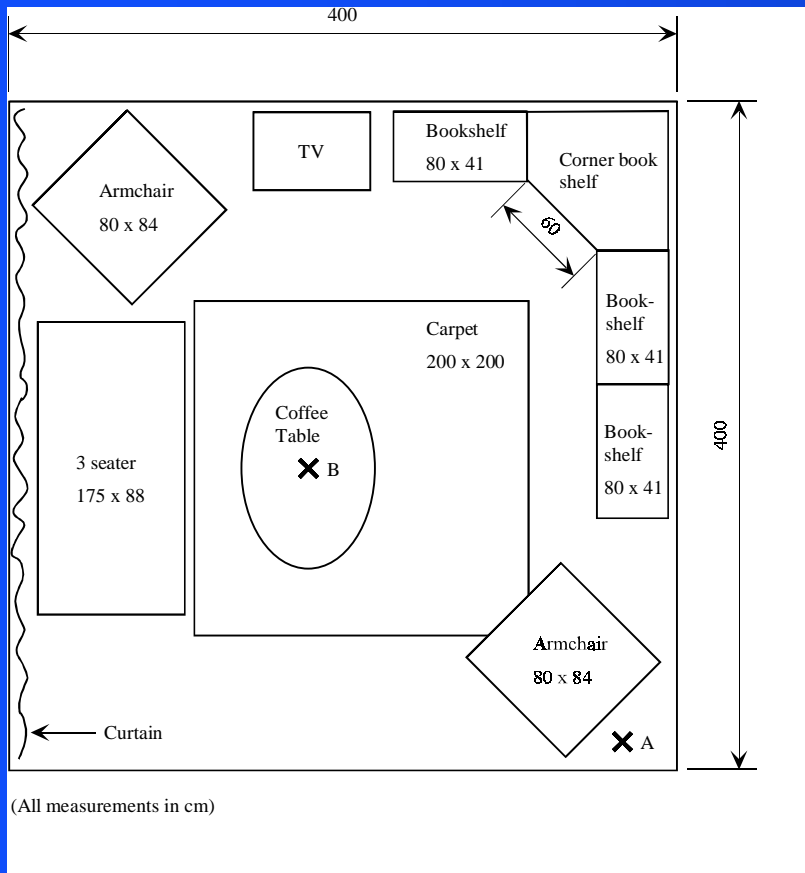 400
Bookshelf
80 x 41
TV
Corner book
shelf
Armchair
80 x 84
60
Book-
shelf
80 x 41
Carpet
200 x 200
Coffee
Table
B
400
Book-
shelf
80 x 41
3 seater
175 x 88
Armchair
80 x 84
A
Curtain
(All measurements in cm)